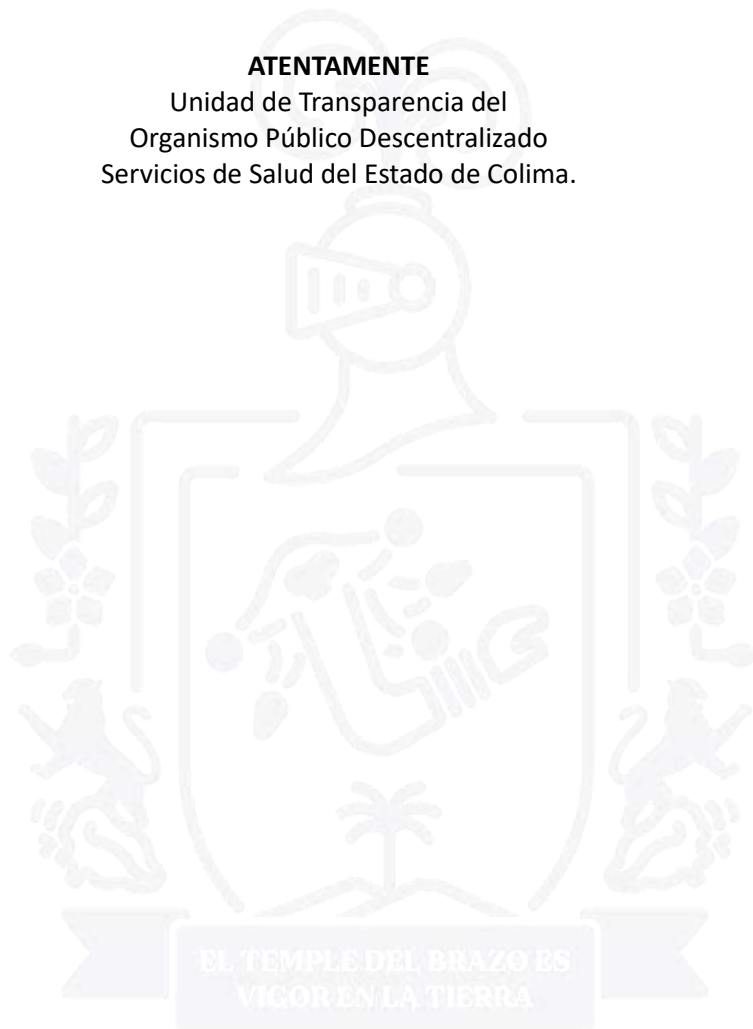 ATENTAMENTE
Unidad de Transparencia del
Organismo Público Descentralizado
Servicios de Salud del Estado de Colima.
EL TEMPLE DEL BRAZO ES
VIGOR EN LA TIERRA